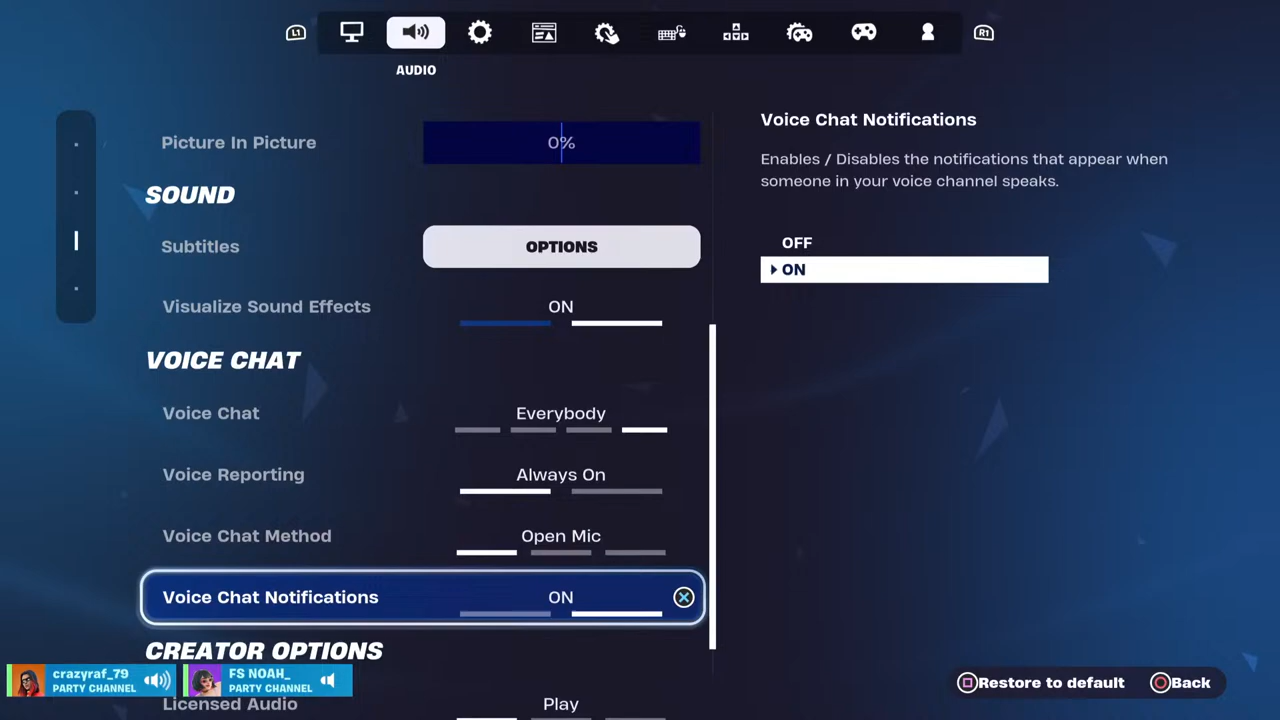 L1
R1
AUDIO
Picture In Picture
0%
SOUND
Subtitles
OPTIONS
Visualize Sound Effects
ON
VOICE CHAT
Voice Chat
Everybody
Voice Reporting
Always On
Voice Chat Method
Open Mic
Voice Chat Notifications
ON
CREATOR OPTIONS
Licensed Audio
Play
Voice Chat Notifications
Enables / Disables the notifications that appear when
someone in your voice channel speaks.
OFF
ON
crazyraf_79
PARTY CHANNEL
FS NOAH_
PARTY CHANNEL
Restore to default
Back